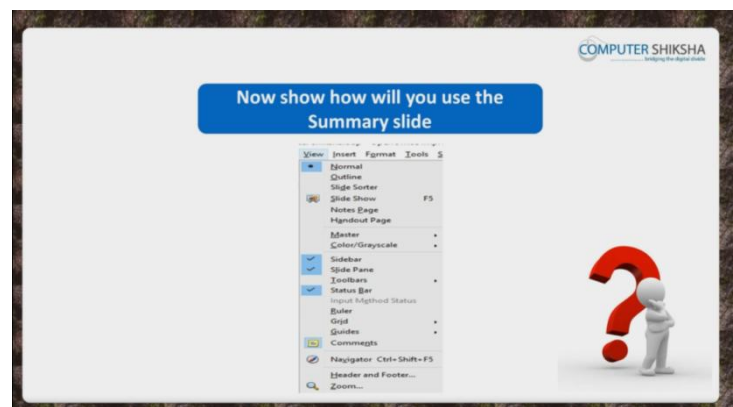 COMPUTER SHIKSHA
bridging the digital divide
Now show how will you use the
Summary slide
View Insert Format Tools S
Normal
Outline
Slide Sorter
Slide Show F5
Notes Page
Handout Page
Master
Color/Grayscale
Sidebar
Slide Pane
Toolbars
Status Bar
Input Method Status
Ruler
Grid
Guides
Comments
Navigator Ctrl+Shift+F5
Header and Footer...
Zoom...